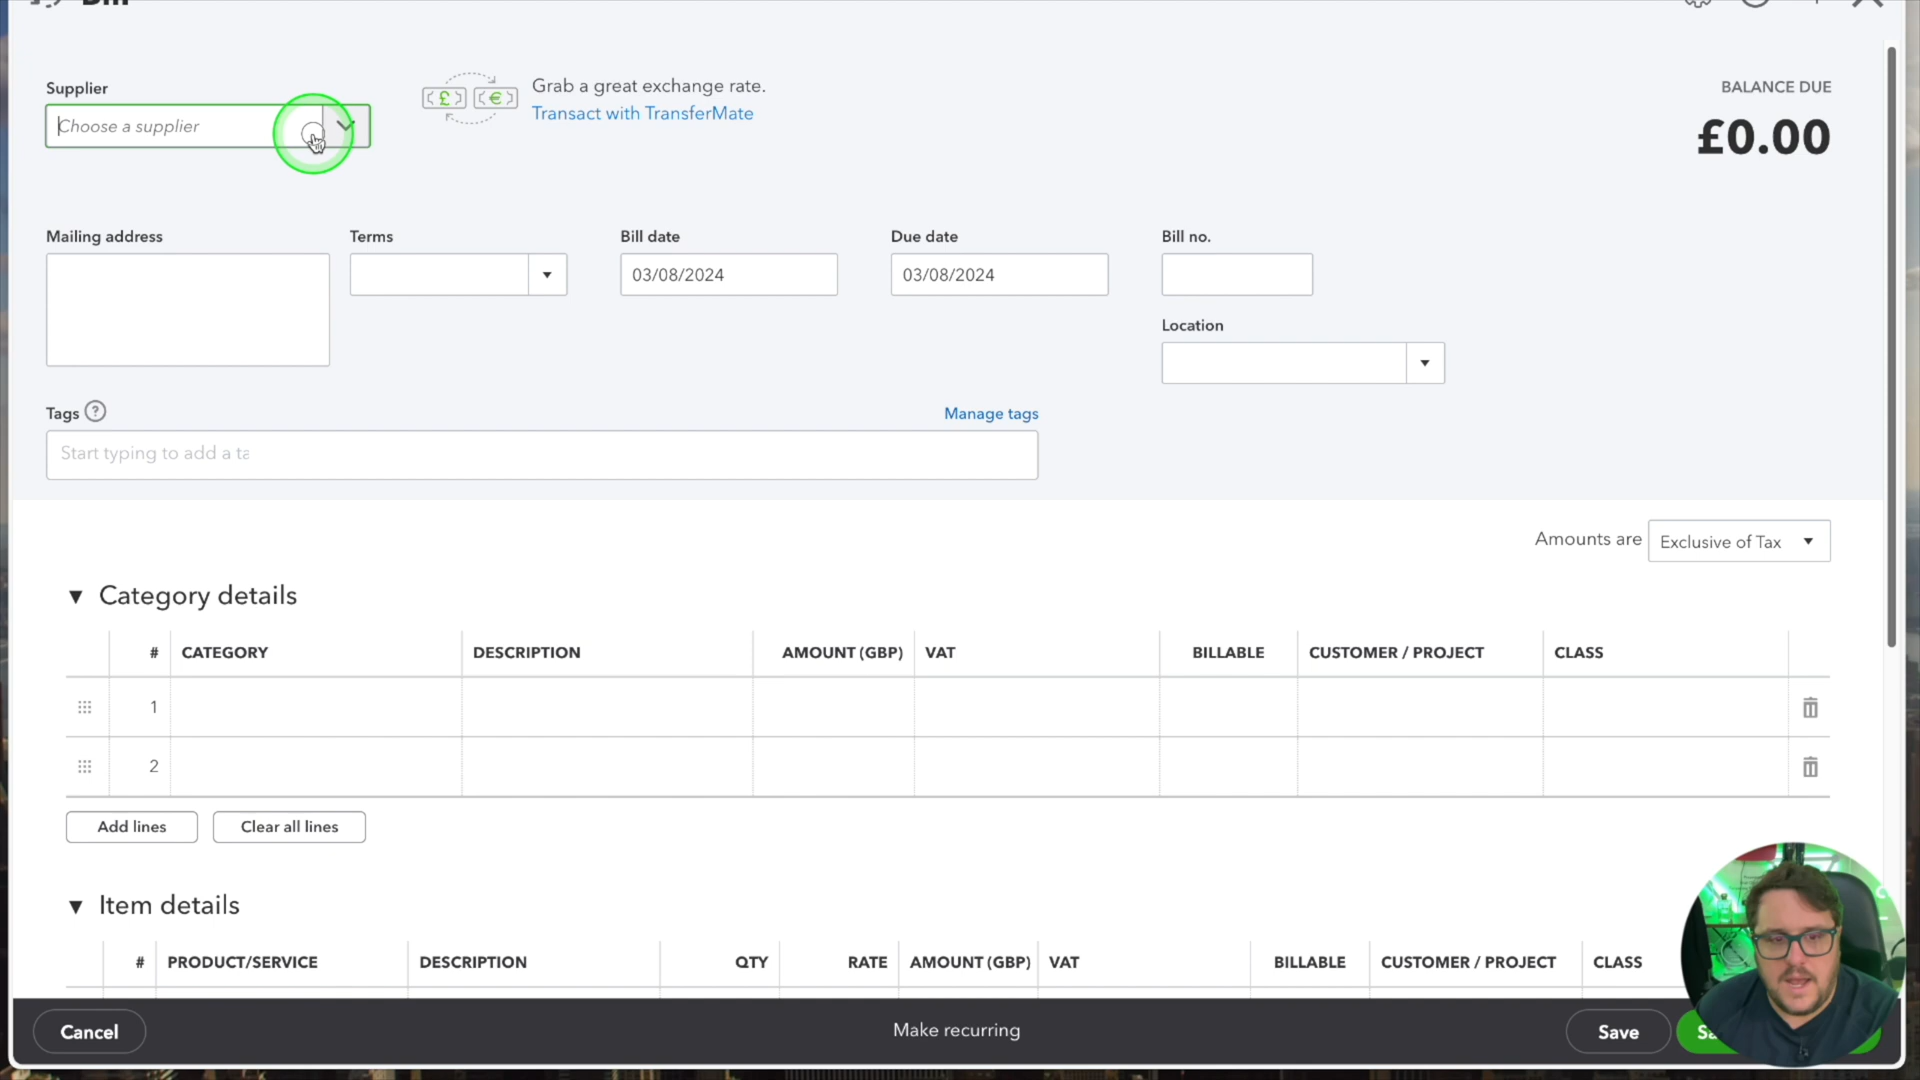 Bill
Supplier
Choose a supplier
Grab a great exchange rate.
Transact with TransferMate
BALANCE DUE
£0.00
Mailing address
Terms
Bill date
03/08/2024
Due date
03/08/2024
Bill no.
Location
Tags ?
Manage tags
Start typing to add a ta
Amounts are Exclusive of Tax
Category details
# CATEGORY DESCRIPTION AMOUNT (GBP) VAT BILLABLE CUSTOMER / PROJECT CLASS
1
2
Add lines Clear all lines
Item details
# PRODUCT/SERVICE DESCRIPTION QTY RATE AMOUNT (GBP) VAT BILLABLE CUSTOMER / PROJECT CLASS
Cancel Make recurring Save